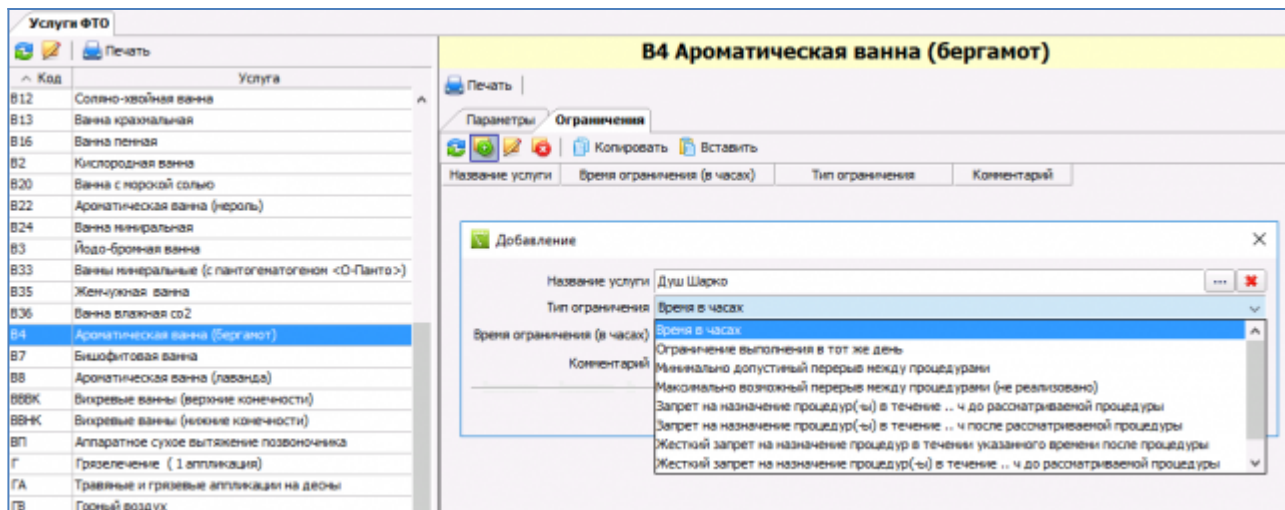 Услуги ФТО
Печать
Код Услуга
B12 Соляно-хвойная ванна
B13 Ванна крахмальная
B16 Ванна пенная
B2 Кислородная ванна
B20 Ванна с морской солью
B22 Ароматическая ванна (нероль)
B24 Ванна миниральная
B3 Йодо-бромная ванна
B33 Ванны минеральные (с пантогематогеном <О-Панто>)
B35 Жемчужная ванна
B36 Ванна влажная со2
B4 Ароматическая ванна (бергамот)
B7 Бишофитовая ванна
B8 Ароматическая ванна (лаванда)
ВВВК Вихревые ванны (верхние конечности)
ВВНК Вихревые ванны (нижние конечности)
ВП Аппаратное сухое вытяжение позвоночника
Г Грязелечение ( 1 аппликация)
ГА Травяные и грязевые аппликации на десны
ГВ Горный воздух
В4 Ароматическая ванна (бергамот)
Печать
Параметры Ограничения
Копировать Вставить
Название услуги Время ограничения (в часах) Тип ограничения Комментарий
Добавление
Название услуги Душ Шарко ...
Тип ограничения Время в часах
Время ограничения (в часах)
Комментарий
Время в часах
Ограничение выполнения в тот же день
Минимально допустимый перерыв между процедурами
Максимально возможный перерыв между процедурами (не реализовано)
Запрет на назначение процедур(-ы) в течение .. ч до рассматриваемой процедуры
Запрет на назначение процедур(-ы) в течение .. ч после рассматриваемой процедуры
Жесткий запрет на назначение процедур в течении указанного времени после процедуры
Жесткий запрет на назначение процедур(-ы) в течение .. ч до рассматриваемой процедуры